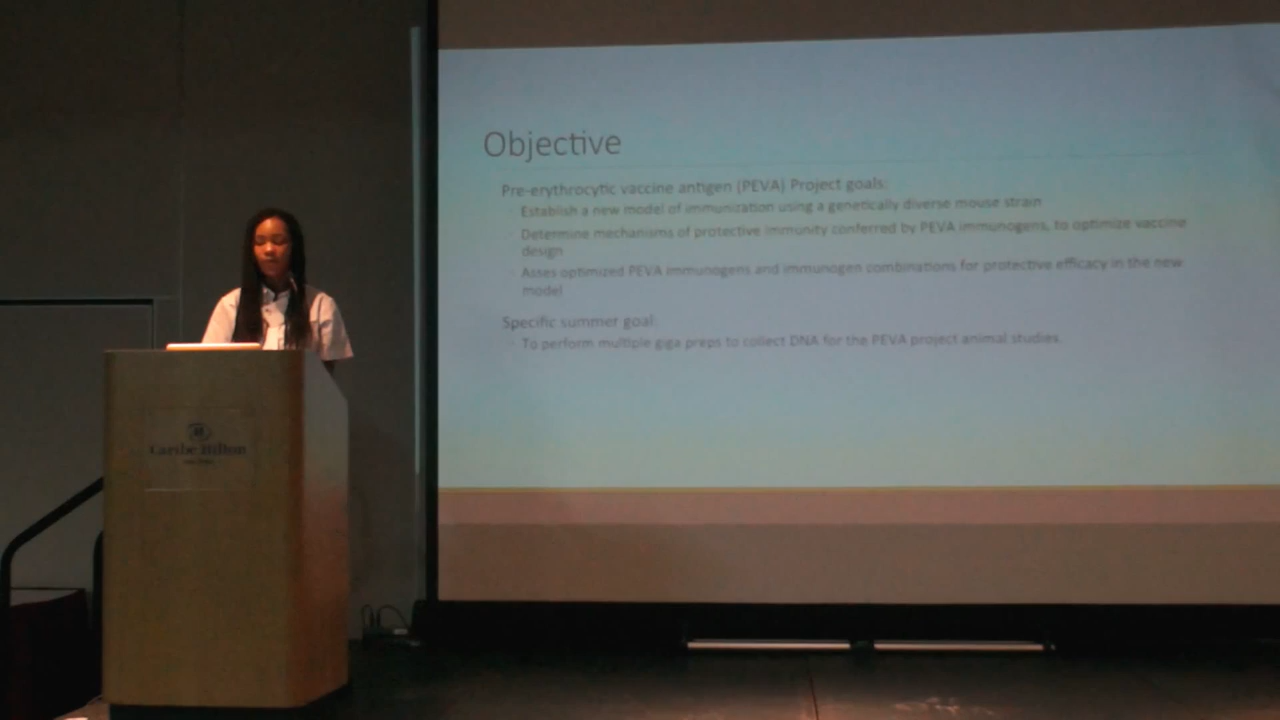 Objective
Pre-erythrocytic vaccine antigen (PEVA) Project goals:
Establish a new model of immunization using a genetically diverse mouse strain
Determine mechanisms of protective immunity conferred by PEVA immunogens, to optimize vaccine
design
Asses optimized PEVA immunogens and immunogen combinations for protective efficacy in the new
model
Specific summer goal:
To perform multiple giga preps to collect DNA for the PEVA project animal studies.
Caribe Hilton